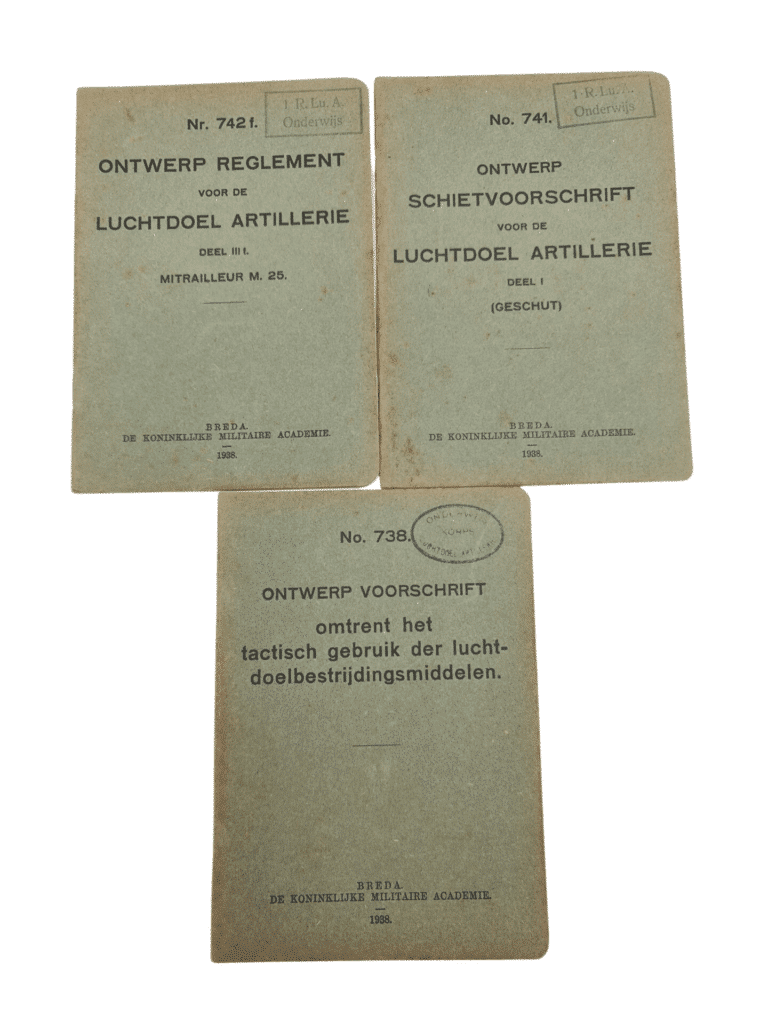 Nr. 742 f.
1 R. Lu. A.
Onderwijs
ONTWERP REGLEMENT
VOOR DE
LUCHTDOEL ARTILLERIE
DEEL III f.
MITRAILLEUR M. 25.
BREDA.
DE KONINKLIJKE MILITAIRE ACADEMIE.
1938.
No. 741.
1 R. Lu.
Onderwijs
ONTWERP
SCHIETVOORSCHRIFT
VOOR DE
LUCHTDOEL ARTILLERIE
DEEL I
(GESCHUT)
BREDA.
DE KONINKLIJKE MILITAIRE ACADEMIE.
1938.
No. 738.
ONTWERP VOORSCHRIFT
omtrent het
tactisch gebruik der lucht-
doelbestrijdingsmiddelen.
BREDA.
DE KONINKLIJKE MILITAIRE ACADEMIE.
1938.